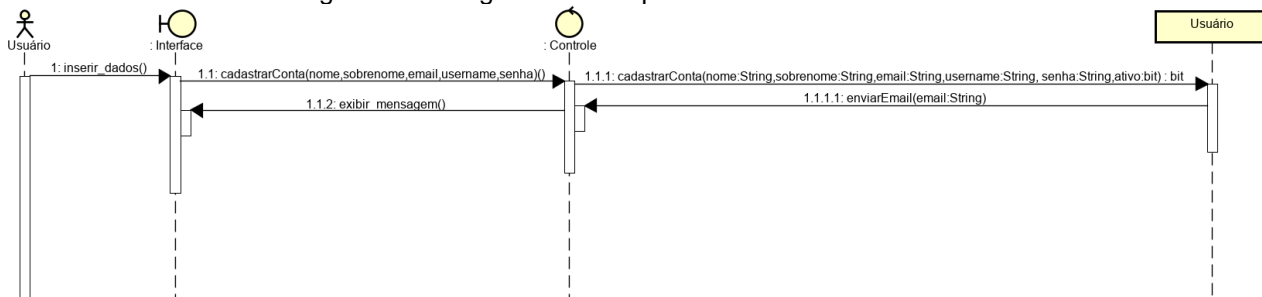 Usuário
: Interface
: Controle
Usuário
1: inserir_dados()
1.1: cadastrarConta(nome,sobrenome,email,username,senha)()
1.1.1: cadastrarConta(nome:String,sobrenome:String,email:String,username:String, senha:String,ativo:bit) : bit
1.1.2: exibir_mensagem()
1.1.1.1: enviarEmail(email:String)